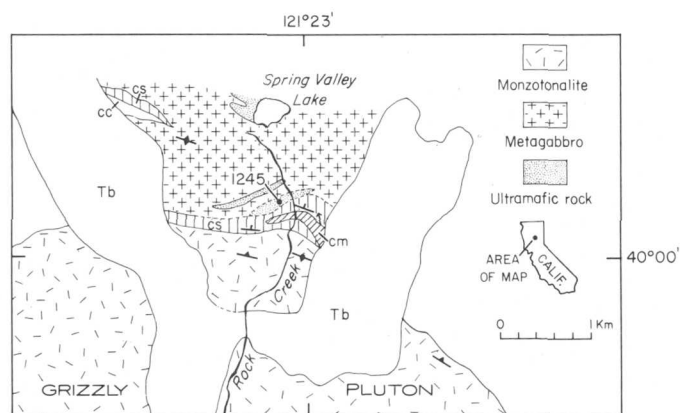 121°23'
Spring Valley
Lake
Monzotonalite
Metagabbro
Ultramafic rock
cs
cc
Tb
1245
cs
cm
AREA
OF MAP
CALIF.
40°00'
Creek
Tb
0 1 Km
Rock
GRIZZLY PLUTON